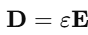 𝐃 = 𝜀𝐄